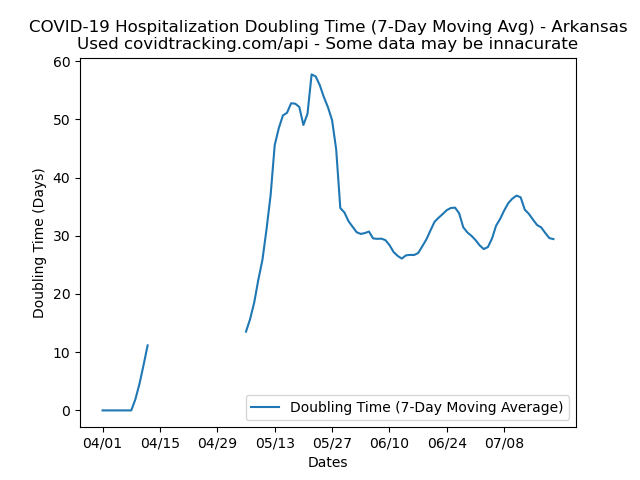 COVID-19 Hospitalization Doubling Time (7-Day Moving Avg) - Arkansas
Used covidtracking.com/api - Some data may be innacurate
60
50
40
30
20
10
0
Doubling Time (Days)
Doubling Time (7-Day Moving Average)
04/01 04/15 04/29 05/13 05/27 06/10 06/24 07/08
Dates